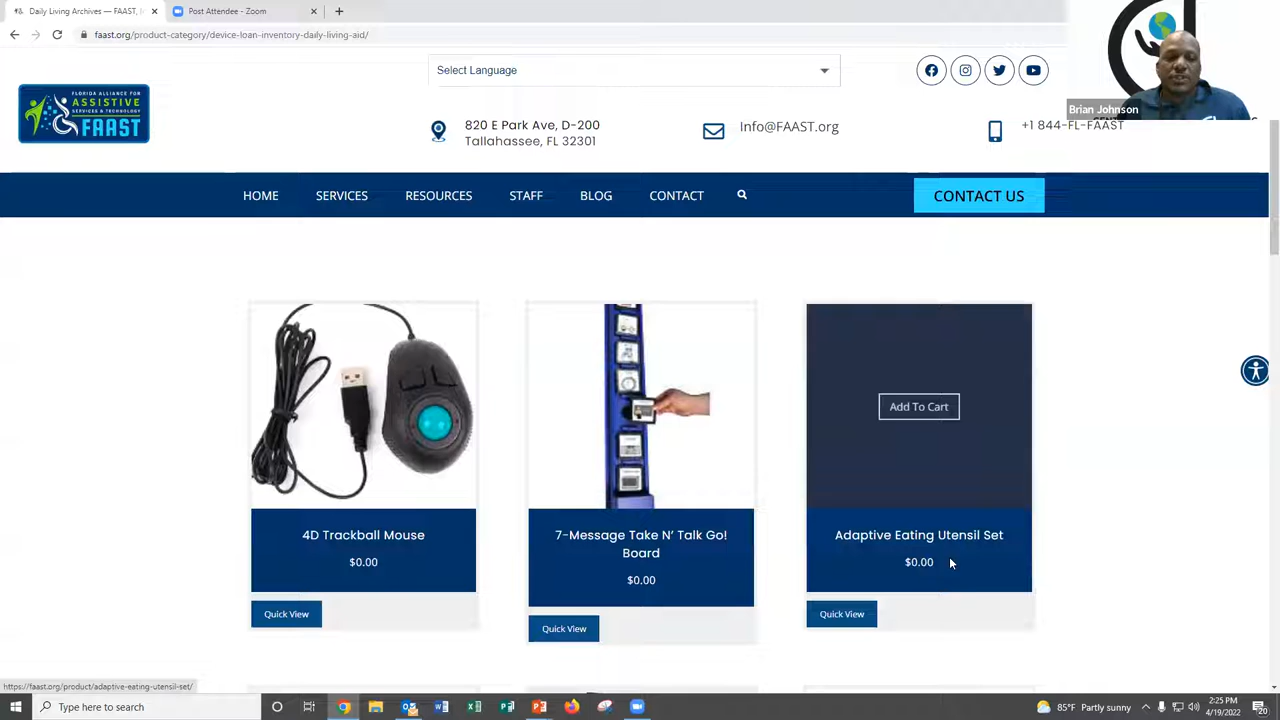 Daily Living Archives — FAAST, I
Post Attendee - Zoom
faast.org/product-category/device-loan-inventory-daily-living-aid/
Select Language
Brian Johnson
FLORIDA ALLIANCE FOR
ASSISTIVE
SERVICES & TECHNOLOGY
FAAST
820 E Park Ave, D-200
Tallahassee, FL 32301
Info@FAAST.org
+1 844-FL-FAAST
HOME
SERVICES
RESOURCES
STAFF
BLOG
CONTACT
CONTACT US
Add To Cart
4D Trackball Mouse
$0.00
Quick View
7-Message Take N’ Talk Go!
Board
$0.00
Quick View
Adaptive Eating Utensil Set
$0.00
Quick View
https://faast.org/product/adaptive-eating-utensil-set/
Type here to search
85°F Partly sunny
2:25 PM
4/19/2022
20